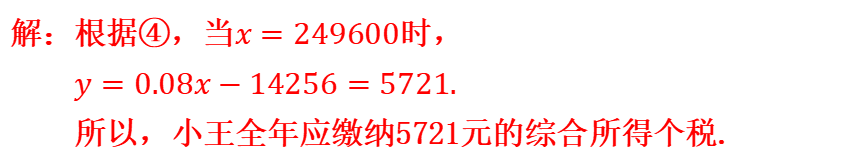 解：根据④，当x = 249600时，
y = 0.08x − 14256 = 5721.
所以，小王全年应缴纳5721元的综合所得个税.